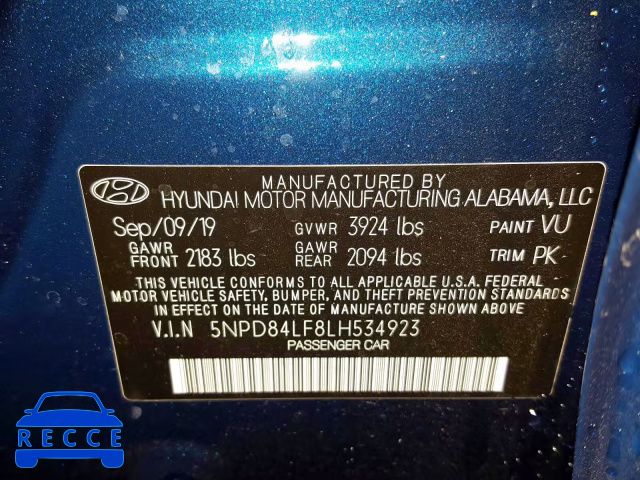 MANUFACTURED BY
HYUNDAI MOTOR MANUFACTURING ALABAMA, LLC
Sep/09/19 GVWR 3924 lbs PAINT VU
GAWR FRONT 2183 lbs GAWR REAR 2094 lbs TRIM PK
THIS VEHICLE CONFORMS TO ALL APPLICABLE U.S.A. FEDERAL
MOTOR VEHICLE SAFETY, BUMPER, AND THEFT PREVENTION STANDARDS
IN EFFECT ON THE DATE OF MANUFACTURE SHOWN ABOVE.
V.I.N 5NPD84LF8LH534923
PASSENGER CAR
RECCE